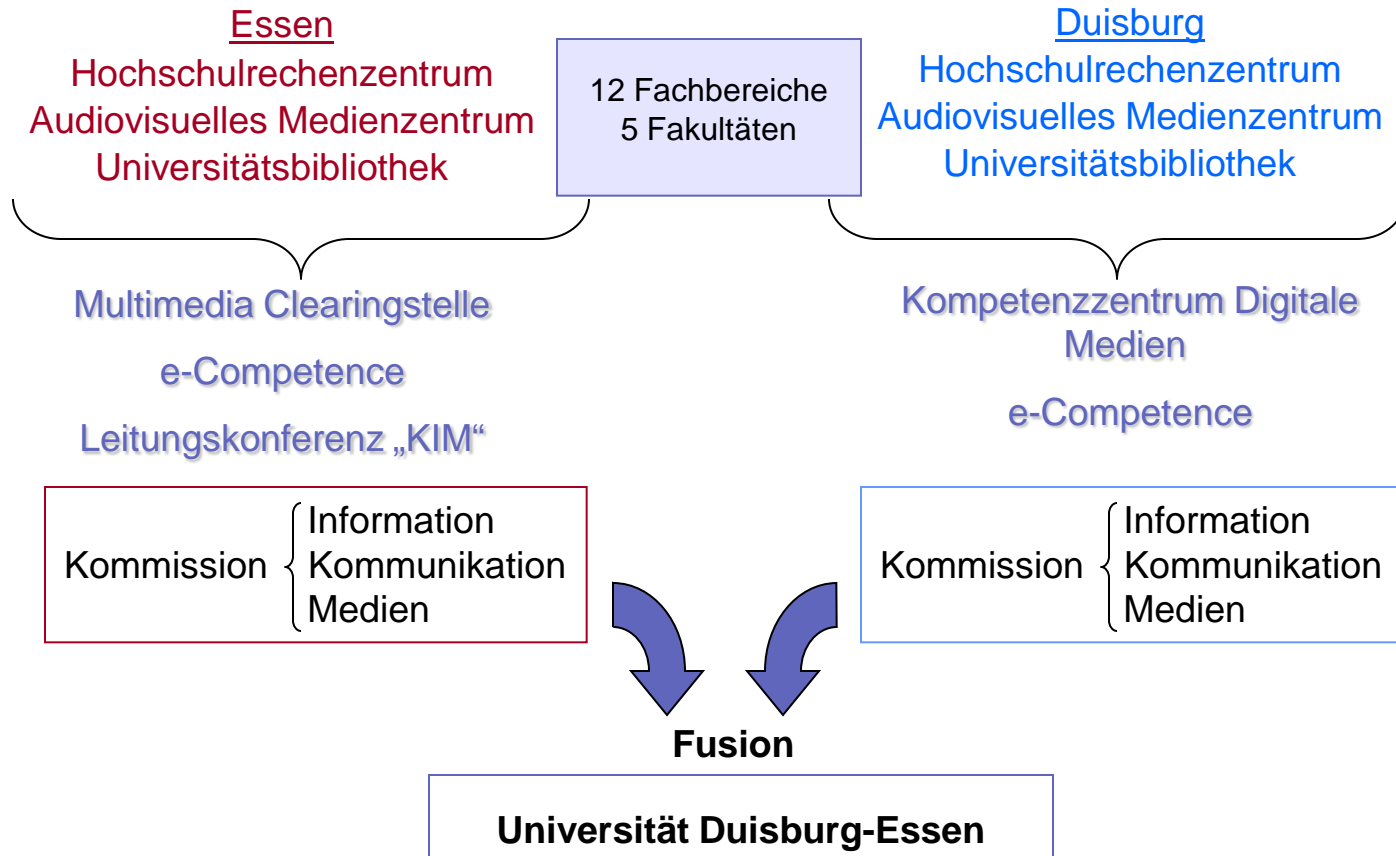 Essen
Hochschulrechenzentrum
Audiovisuelles Medienzentrum
Universitätsbibliothek
12 Fachbereiche
5 Fakultäten
Duisburg
Hochschulrechenzentrum
Audiovisuelles Medienzentrum
Universitätsbibliothek
Multimedia Clearingstelle
e-Competence
Leitungskonferenz „KIM“
Kompetenzzentrum Digitale
Medien
e-Competence
Kommission
Information
Kommunikation
Medien
Kommission
Information
Kommunikation
Medien
Fusion
Universität Duisburg-Essen